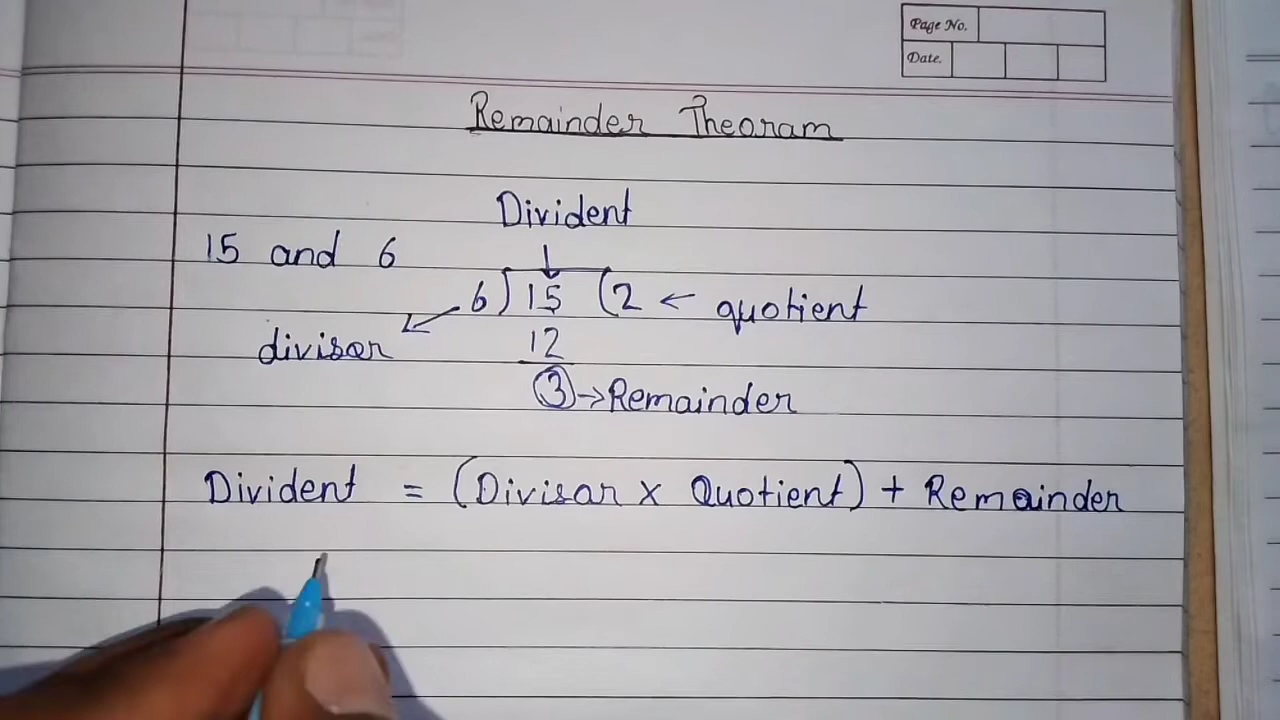 Page No.
Date.
Remainder Theoram
Divident
15 and 6
6) 15 (2 ← quotient
divisor
12
3 → Remainder
Divident = (Divisar × Quotient) + Remainder